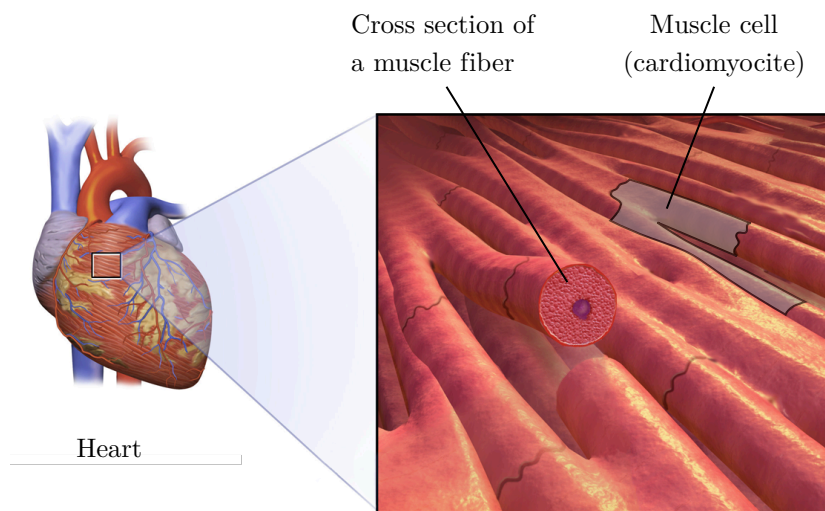 Cross section of
a muscle fiber
Muscle cell
(cardiomyocite)
Heart